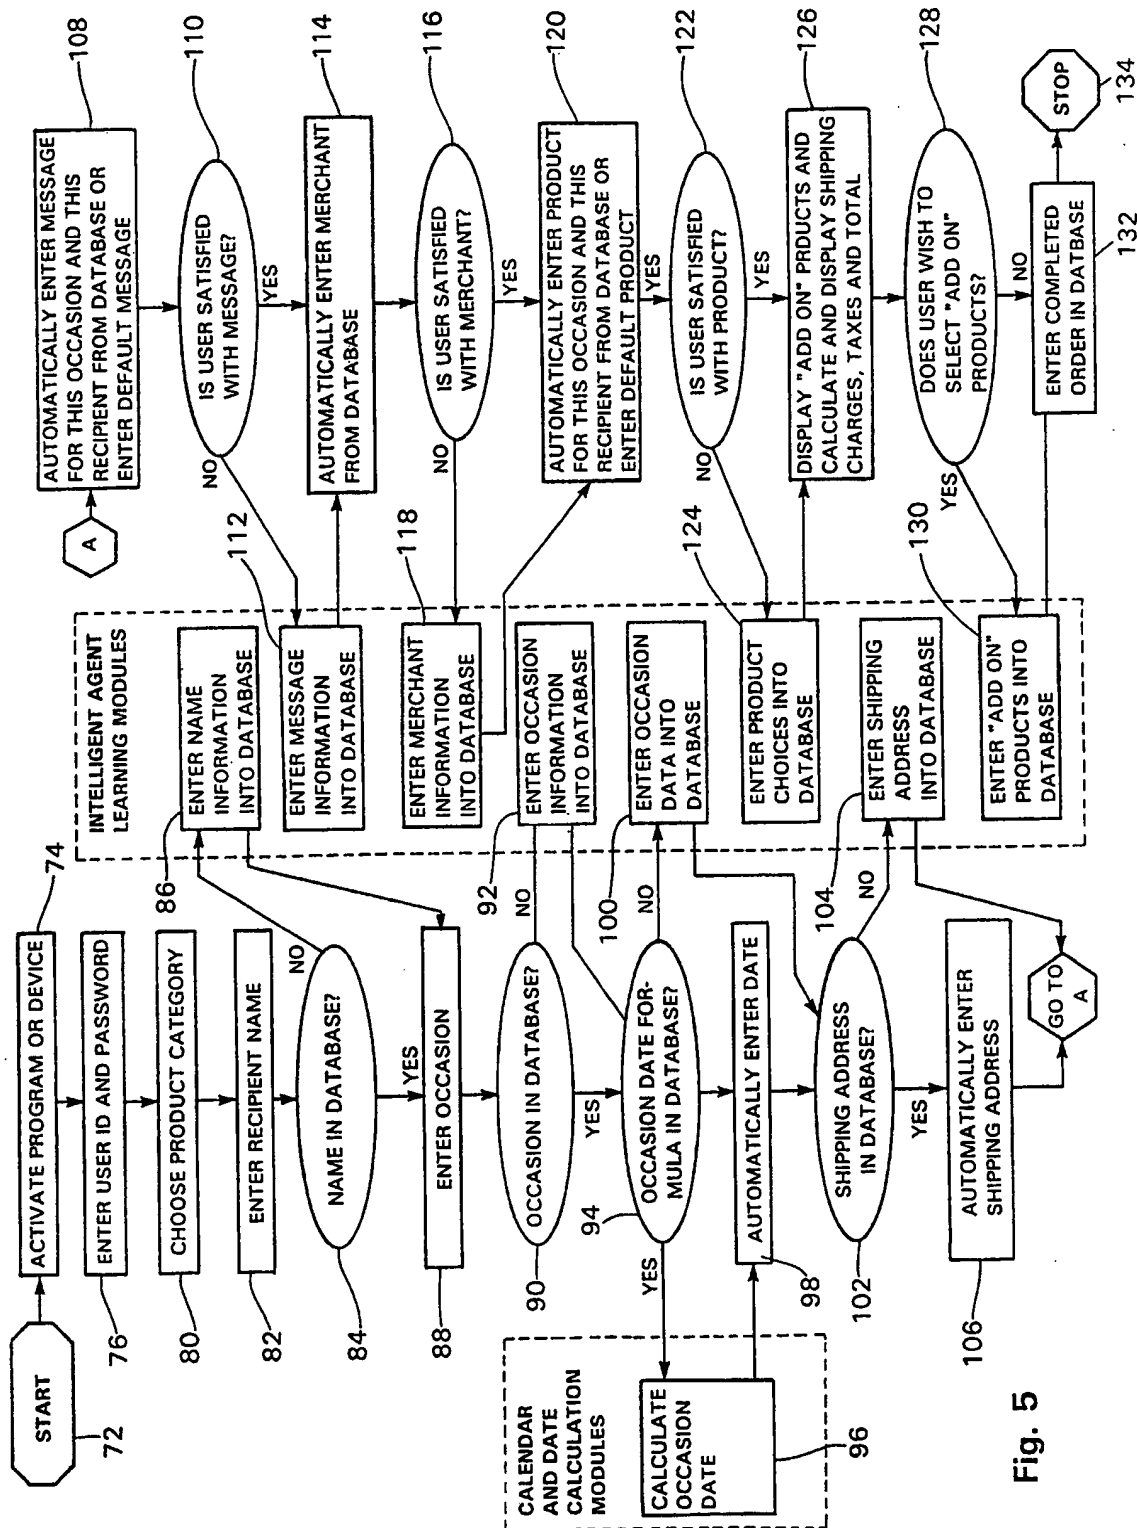 START
72
ACTIVATE PROGRAM OR DEVICE
74
ENTER USER ID AND PASSWORD
76
CHOOSE PRODUCT CATEGORY
80
ENTER RECIPIENT NAME
82
NAME IN DATABASE?
84
NO
YES
ENTER OCCASION
88
OCCASION IN DATABASE?
90
NO
YES
OCCASION DATE FOR-
MULA IN DATABASE?
94
YES
NO
CALENDAR
AND DATE
CALCULATION
MODULES
CALCULATE
OCCASION
DATE
96
AUTOMATICALLY ENTER DATE
98
SHIPPING ADDRESS
IN DATABASE?
102
NO
YES
AUTOMATICALLY ENTER
SHIPPING ADDRESS
106
GO TO
A
INTELLIGENT AGENT
LEARNING MODULES
ENTER NAME
INFORMATION
INTO DATABASE
86
ENTER MESSAGE
INFORMATION
INTO DATABASE
112
ENTER MERCHANT
INFORMATION
INTO DATABASE
118
ENTER OCCASION
INFORMATION
INTO DATABASE
92
ENTER OCCASION
DATA INTO
DATABASE
100
ENTER PRODUCT
CHOICES INTO
DATABASE
124
ENTER SHIPPING
ADDRESS
INTO DATABASE
104
ENTER "ADD ON"
PRODUCTS INTO
DATABASE
130
A
AUTOMATICALLY ENTER MESSAGE
FOR THIS OCCASION AND THIS
RECIPIENT FROM DATABASE OR
ENTER DEFAULT MESSAGE
108
IS USER SATISFIED
WITH MESSAGE?
110
NO
YES
AUTOMATICALLY ENTER MERCHANT
FROM DATABASE
114
IS USER SATISFIED
WITH MERCHANT?
116
NO
YES
AUTOMATICALLY ENTER PRODUCT
FOR THIS OCCASION AND THIS
RECIPIENT FROM DATABASE OR
ENTER DEFAULT PRODUCT
120
YES
IS USER SATISFIED
WITH PRODUCT?
122
NO
YES
DISPLAY "ADD ON" PRODUCTS AND
CALCULATE AND DISPLAY SHIPPING
CHARGES, TAXES AND TOTAL
126
DOES USER WISH TO
SELECT "ADD ON"
PRODUCTS?
128
YES
NO
ENTER COMPLETED
ORDER IN DATBASE
132
STOP
134
Fig. 5